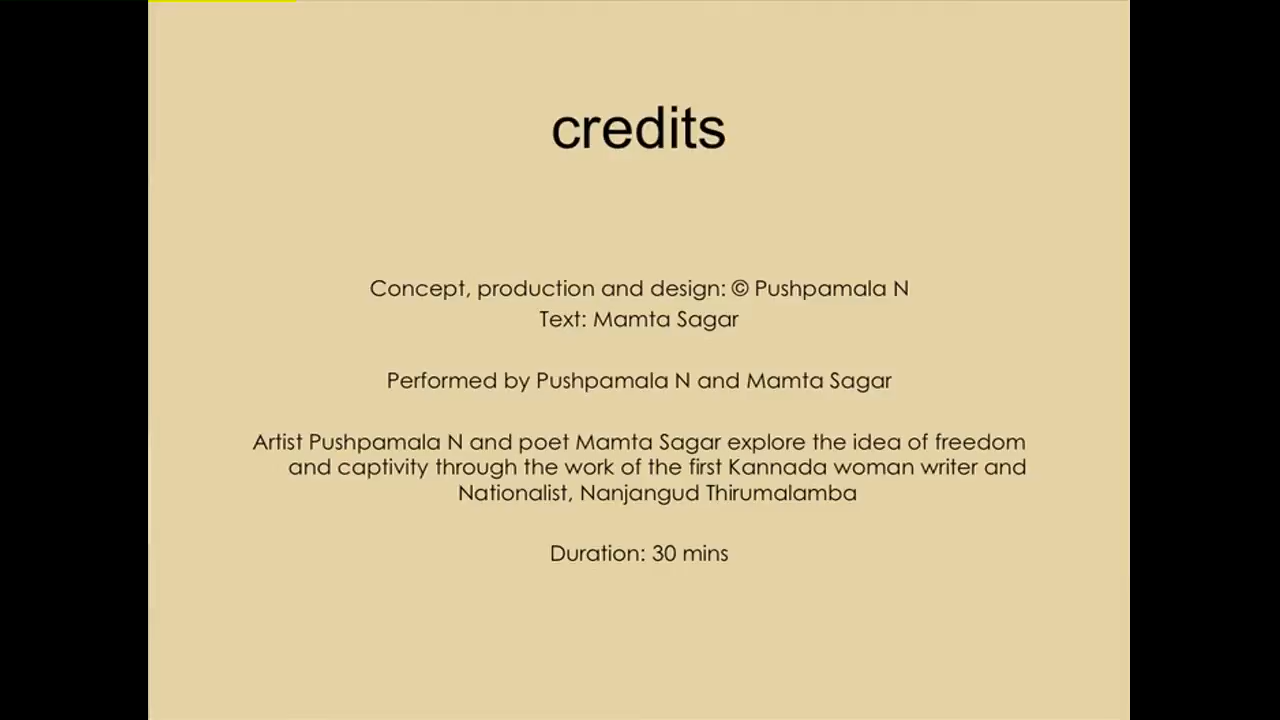 credits
Concept, production and design: © Pushpamala N
Text: Mamta Sagar
Performed by Pushpamala N and Mamta Sagar
Artist Pushpamala N and poet Mamta Sagar explore the idea of freedom
and captivity through the work of the first Kannada woman writer and
Nationalist, Nanjangud Thirumalamba
Duration: 30 mins